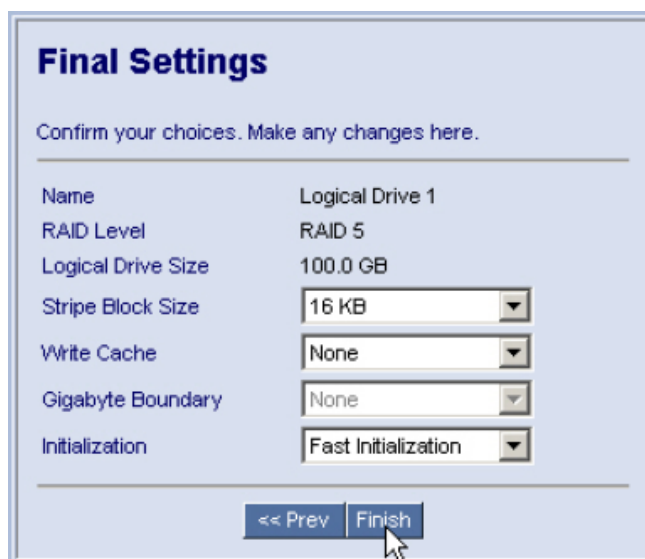 Final Settings
Confirm your choices. Make any changes here.
Name Logical Drive 1
RAID Level RAID 5
Logical Drive Size 100.0 GB
Stripe Block Size 16 KB
Write Cache None
Gigabyte Boundary None
Initialization Fast Initialization
<< Prev Finish